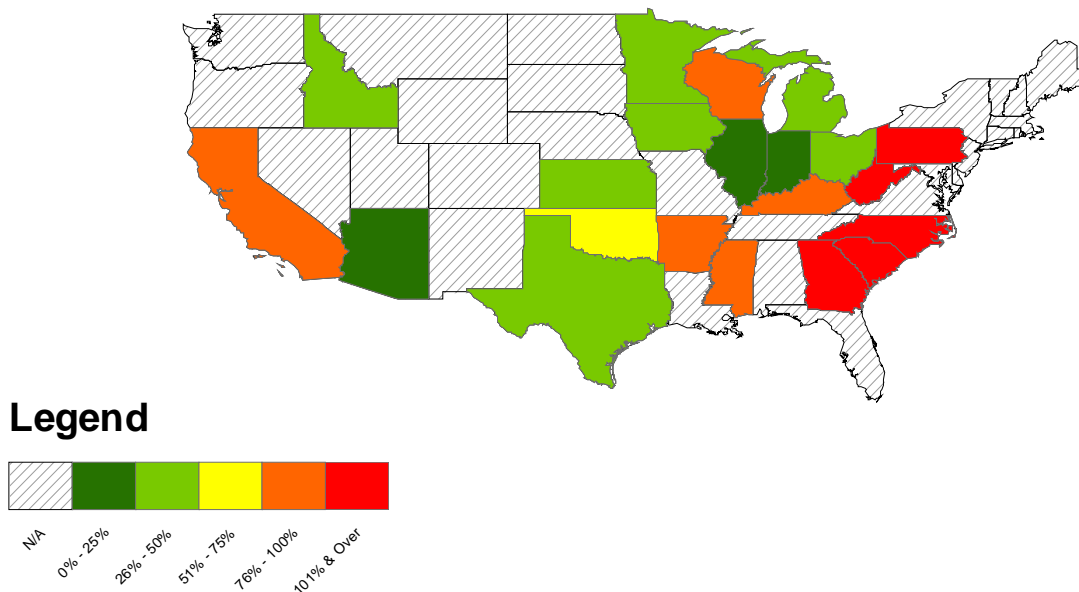 Legend
N/A
0% - 25%
26% - 50%
51% - 75%
76% - 100%
101% & Over